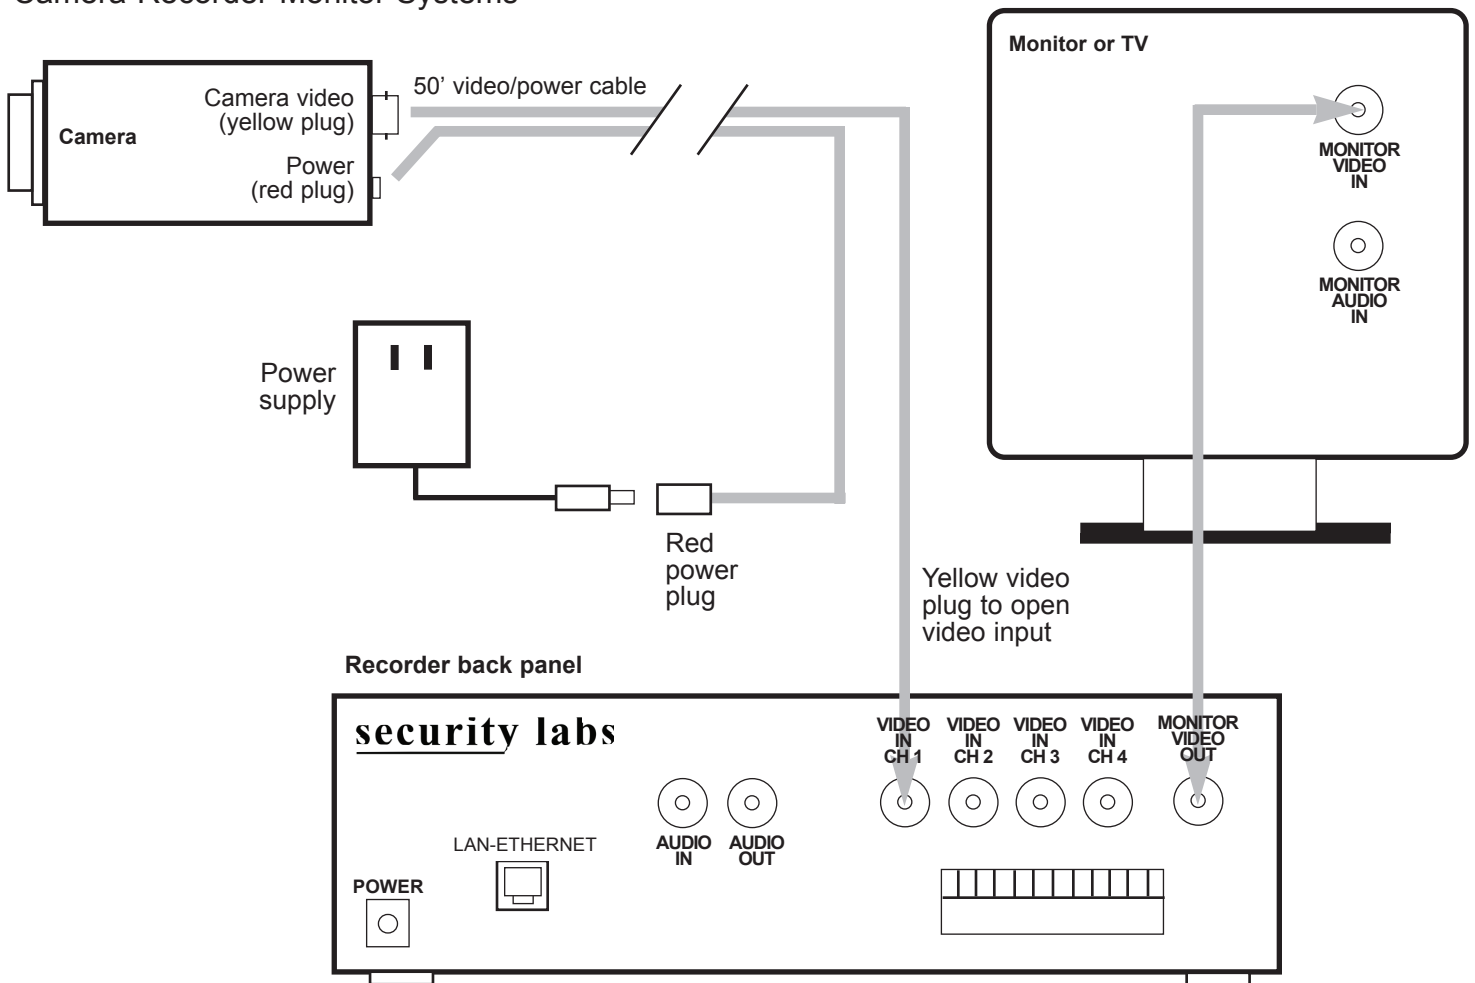 Camera-Recorder-Monitor Systems
Monitor or TV
50’ video/power cable
Camera video
(yellow plug)
Camera
Power
(red plug)
MONITOR
VIDEO
IN
MONITOR
AUDIO
IN
Power
supply
Red
power
plug
Yellow video
plug to open
video input
Recorder back panel
security labs
VIDEO
IN
CH 1
VIDEO
IN
CH 2
VIDEO
IN
CH 3
VIDEO
IN
CH 4
MONITOR
VIDEO
OUT
AUDIO
IN
AUDIO
OUT
LAN-ETHERNET
POWER